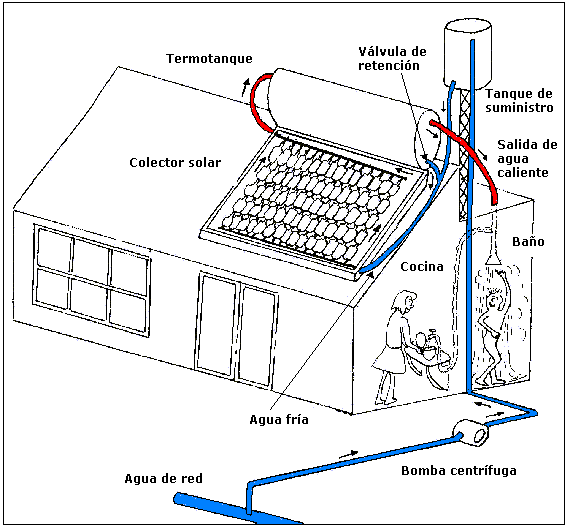 Válvula de
retención
Termotanque
Tanque de
suministro
Salida de
agua
caliente
Colector solar
Baño
Cocina
Agua fría
Bomba centrífuga
Agua de red